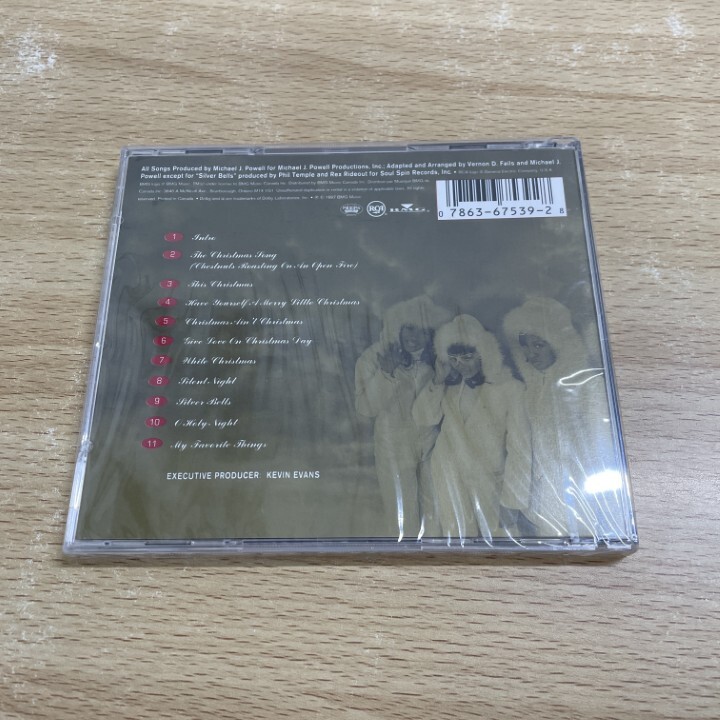 All Songs Produced by Michael J. Powell for Michael J. Powell Productions, Inc.; Adapted and Arranged by Vernon D. Fails and Michael J.
Powell except for "Silver Bells" produced by Phil Temple and Rex Rideout for Soul Spin Records, Inc.
RCA
BMG
0 7863-67539-2 8
1 Intro
2 The Christmas Song
(Chestnuts Roasting On An Open Fire)
3 This Christmas
4 Have Yourself A Merry Little Christmas
5 Christmas Ain't Christmas
6 Give Love On Christmas Day
7 White Christmas
8 Silent Night
9 Silver Bells
10 O Holy Night
11 My Favorite Things
EXECUTIVE PRODUCER: KEVIN EVANS